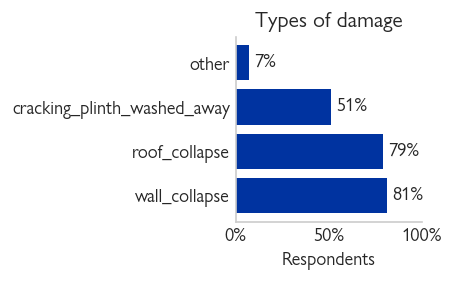 Types of damage
other 7%
cracking_plinth_washed_away 51%
roof_collapse 79%
wall_collapse 81%
0% 50% 100%
Respondents